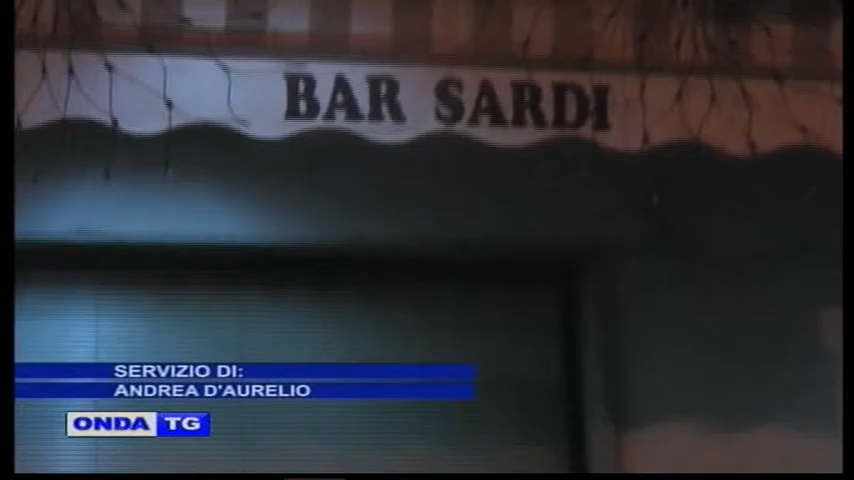 BAR SARDI
SERVIZIO DI:
ANDREA D'AURELIO
ONDA TG